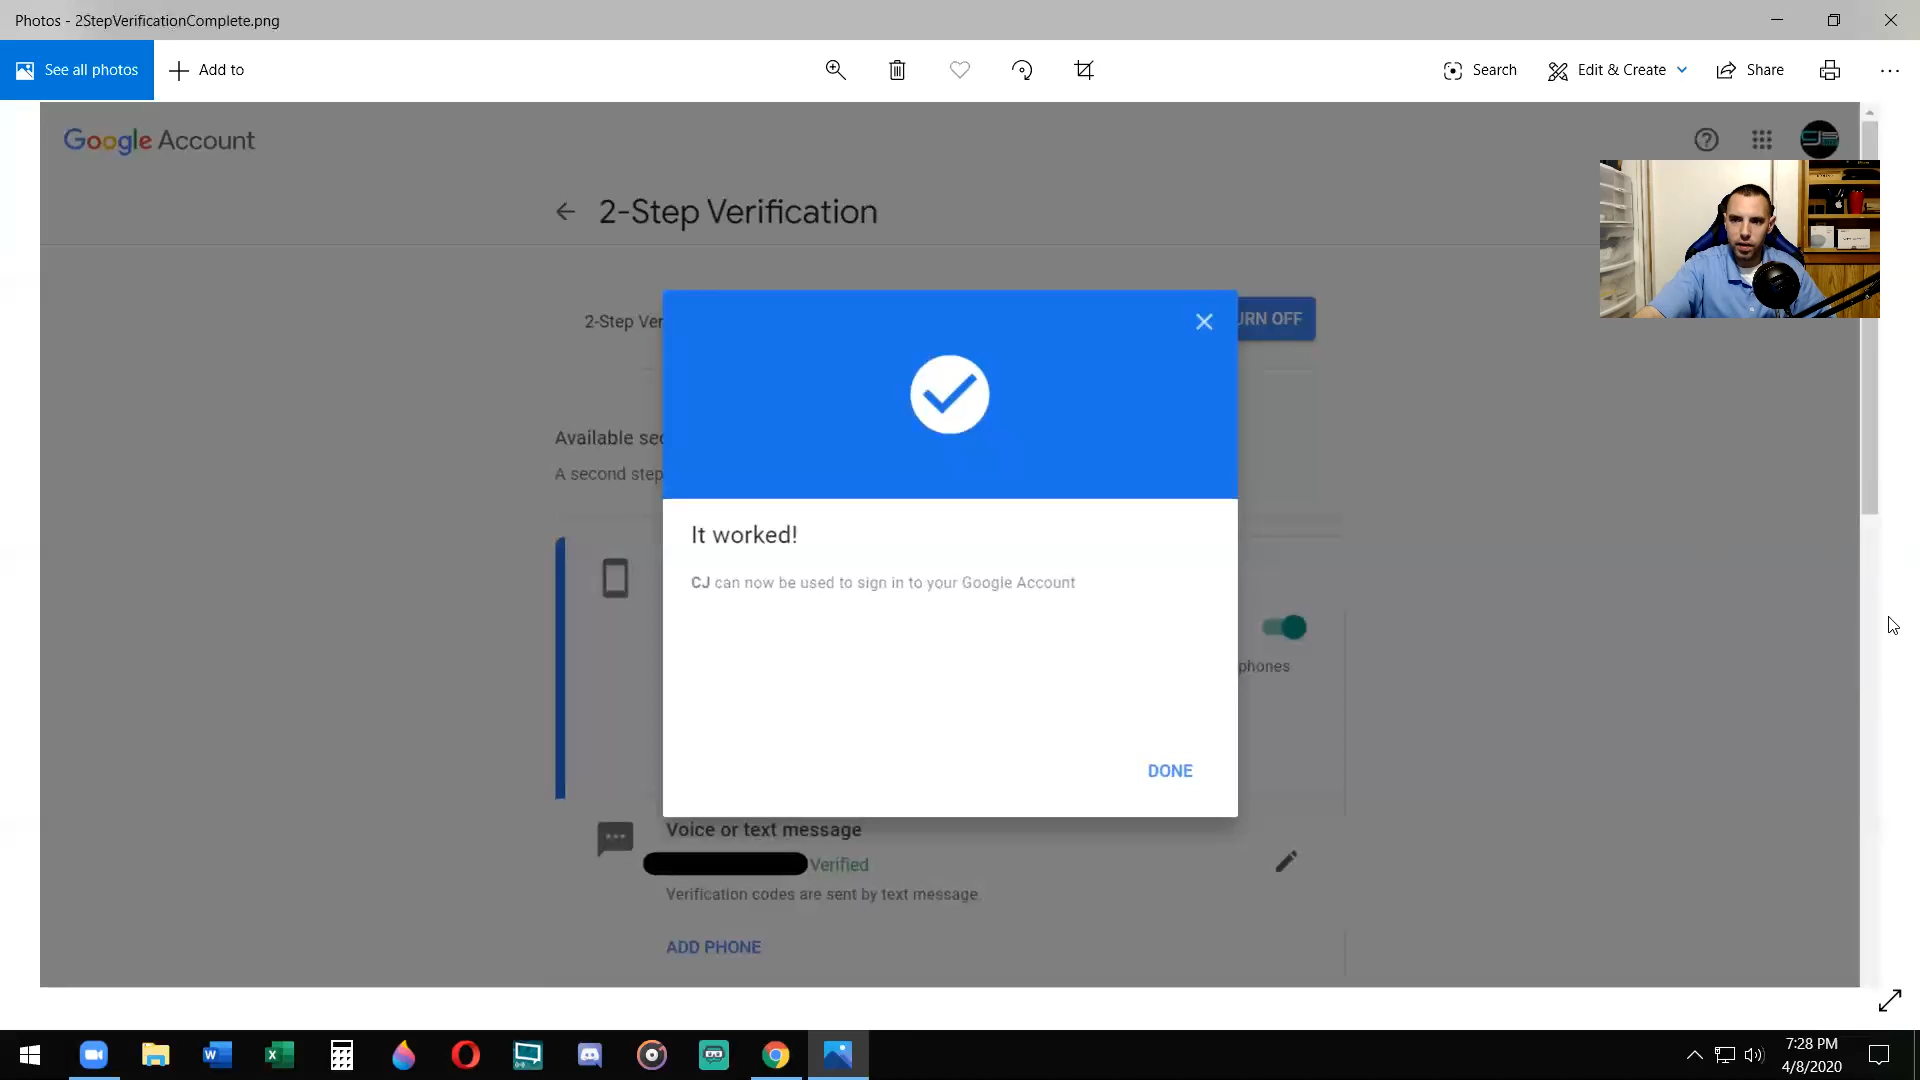 Photos - 2StepVerificationComplete.png
See all photos
Add to
Search
Edit & Create
Share
Google Account
2-Step Verification
2-Step Ver
URN OFF
Available sec
A second step
It worked!
CJ can now be used to sign in to your Google Account
phones
DONE
Voice or text message
Verified
Verification codes are sent by text message
ADD PHONE
7:28 PM
4/8/2020